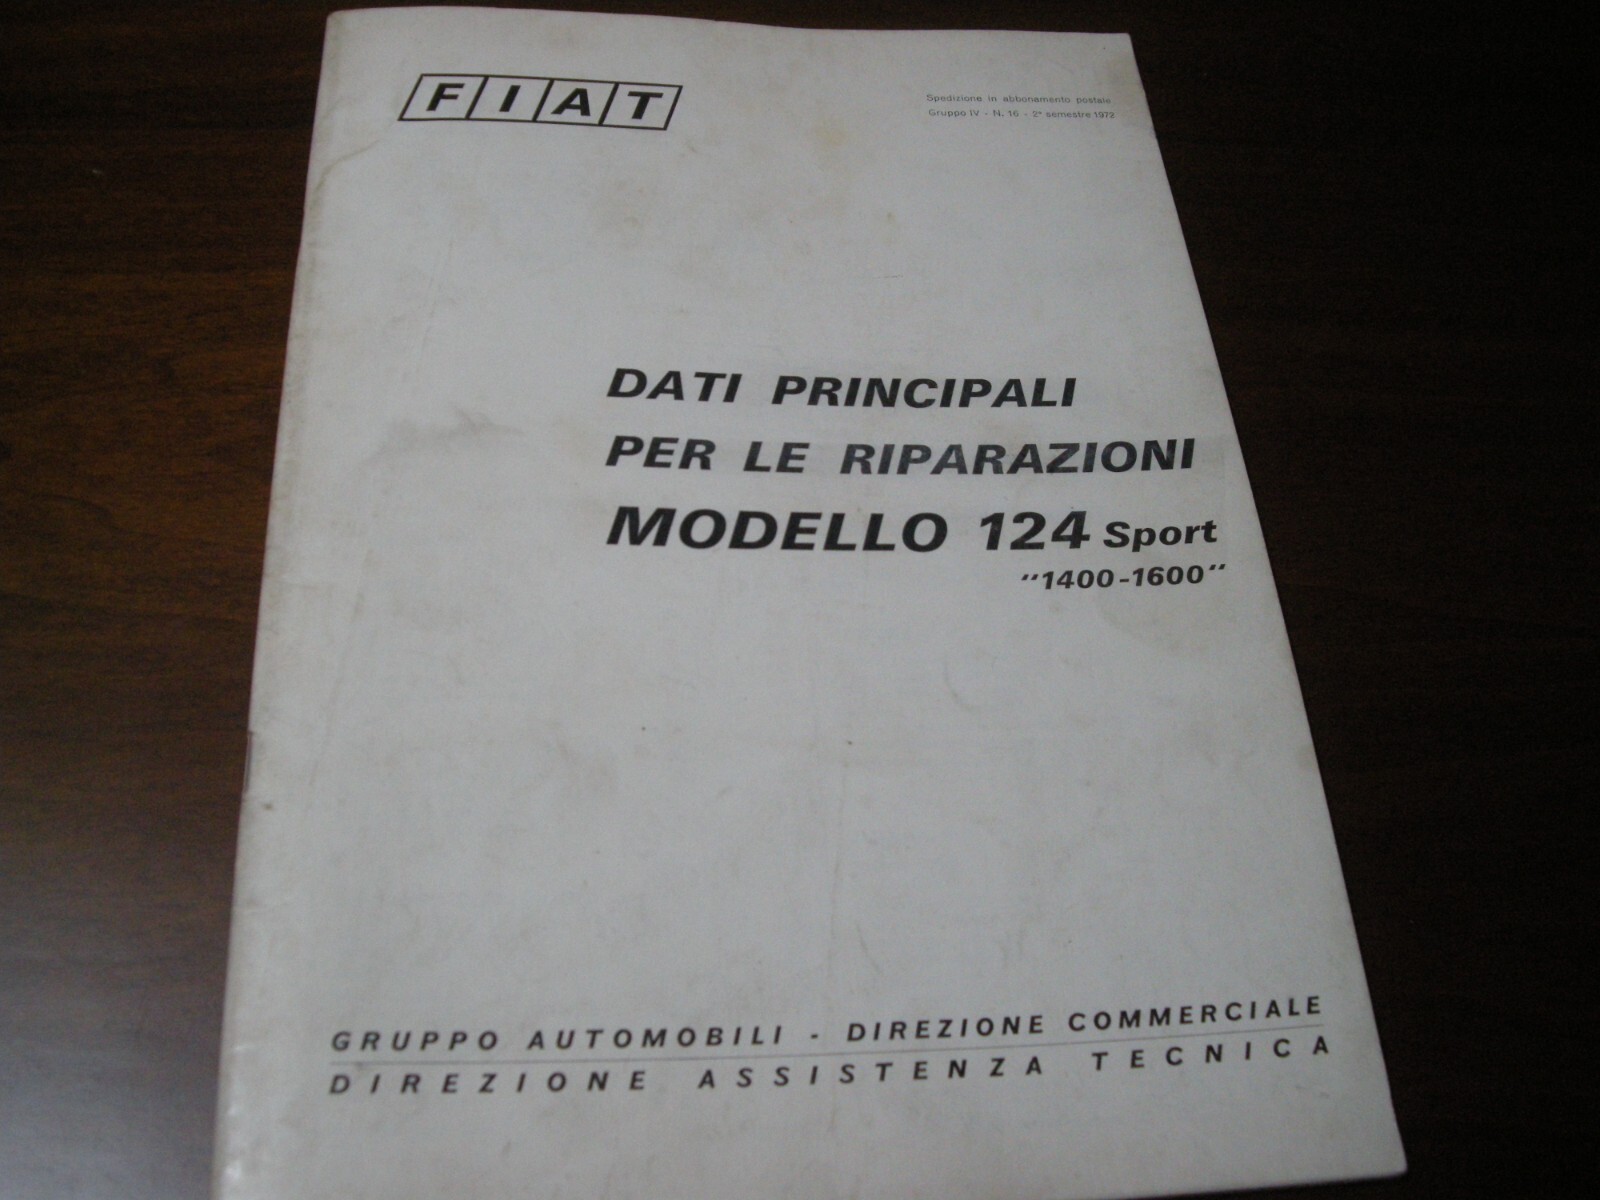 FIAT
Spedizione in abbonamento postale
Gruppo IV - N. 16 - 2° semestre 1972
DATI PRINCIPALI
PER LE RIPARAZIONI
MODELLO 124 Sport
"1400-1600"
GRUPPO AUTOMOBILI - DIREZIONE COMMERCIALE
DIREZIONE ASSISTENZA TECNICA